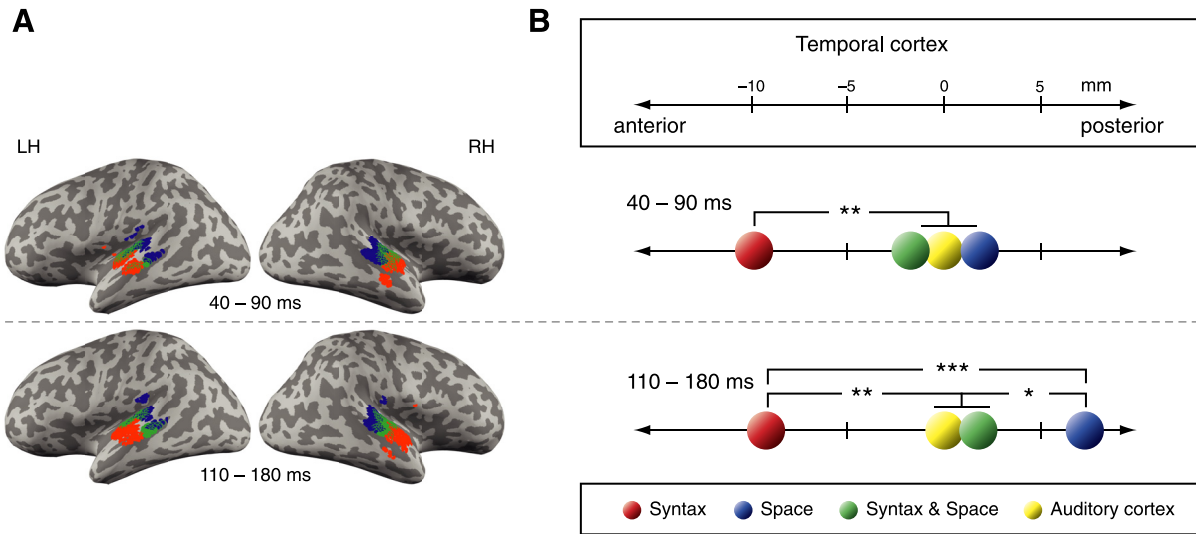 A
B
Temporal cortex
−10 −5 0 5 mm
anterior posterior
LH RH
40 – 90 ms
**
40 – 90 ms
110 – 180 ms
***
** *
110 – 180 ms
Syntax Space Syntax & Space Auditory cortex